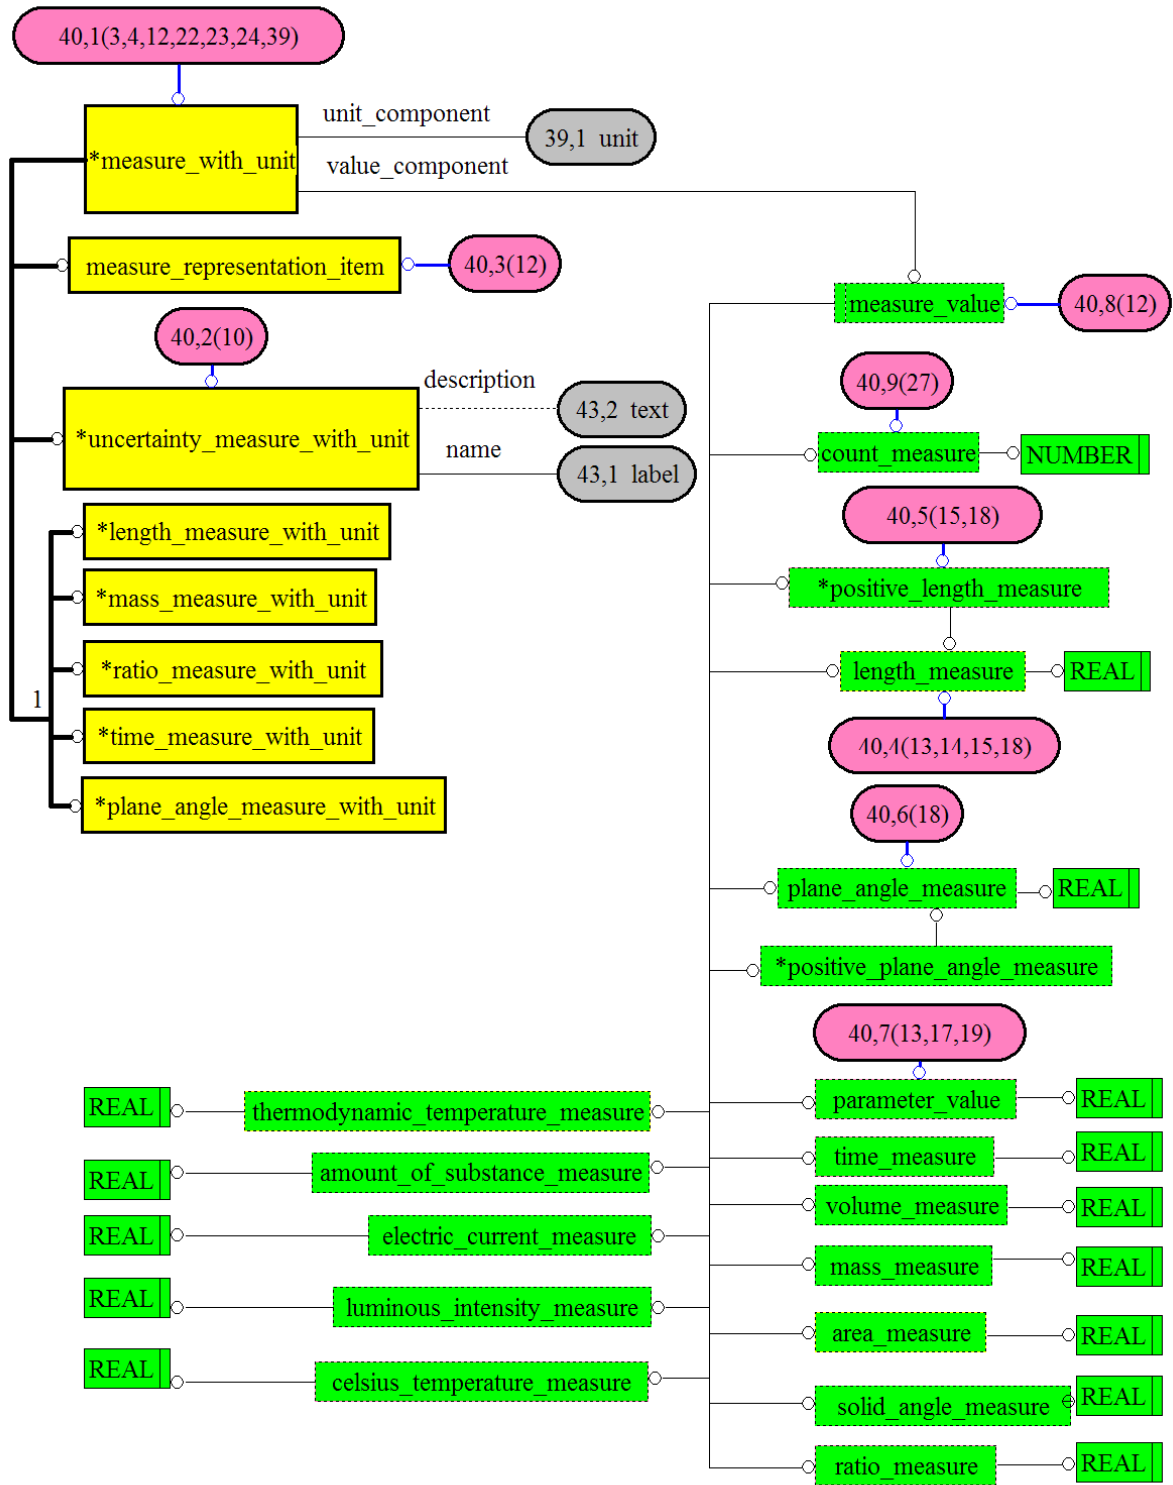 40,1(3,4,12,22,23,24,39)
unit_component
39,1 unit
*measure_with_unit
value_component
measure_representation_item
40,3(12)
measure_value
40,8(12)
40,2(10)
description
43,2 text
*uncertainty_measure_with_unit
name
43,1 label
40,9(27)
count_measure
NUMBER
*length_measure_with_unit
40,5(15,18)
*mass_measure_with_unit
*positive_length_measure
*ratio_measure_with_unit
length_measure
REAL
1
*time_measure_with_unit
40,4(13,14,15,18)
*plane_angle_measure_with_unit
40,6(18)
plane_angle_measure
REAL
*positive_plane_angle_measure
40,7(13,17,19)
REAL
thermodynamic_temperature_measure
parameter_value
REAL
REAL
amount_of_substance_measure
time_measure
REAL
REAL
electric_current_measure
volume_measure
REAL
REAL
luminous_intensity_measure
mass_measure
REAL
area_measure
REAL
REAL
celsius_temperature_measure
solid_angle_measure
REAL
ratio_measure
REAL